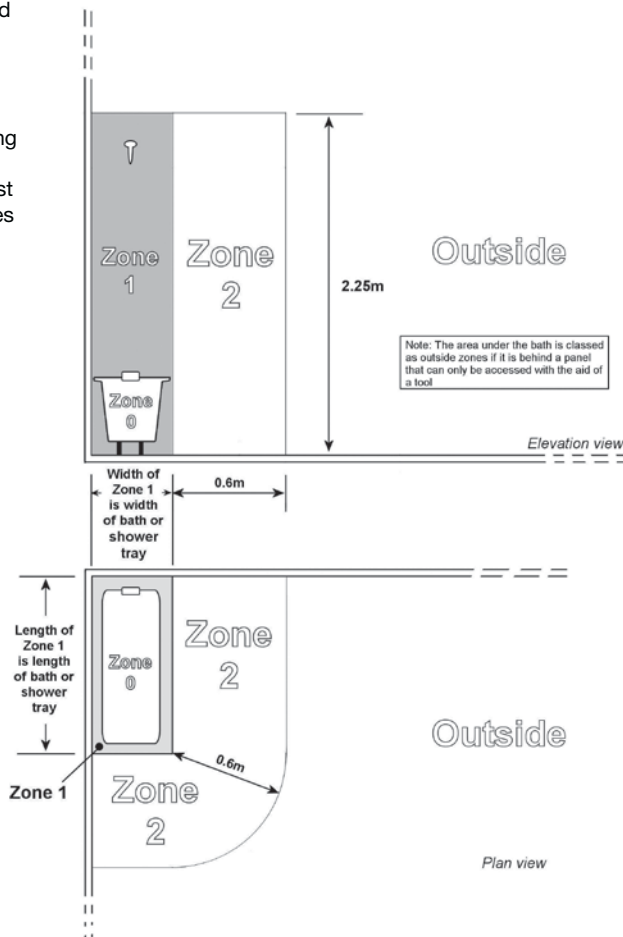 d
ng
st
es
Zone
1
Zone
2
Outside
2.25m
Note: The area under the bath is classed
as outside zones if it is behind a panel
that can only be accessed with the aid of
a tool
Zone
0
Elevation view
Width of
Zone 1
is width
of bath or
shower
tray
0.6m
Length of
Zone 1
is length
of bath or
shower
tray
Zone
0
Zone
2
Outside
0.6m
Zone 1
Zone
2
Plan view